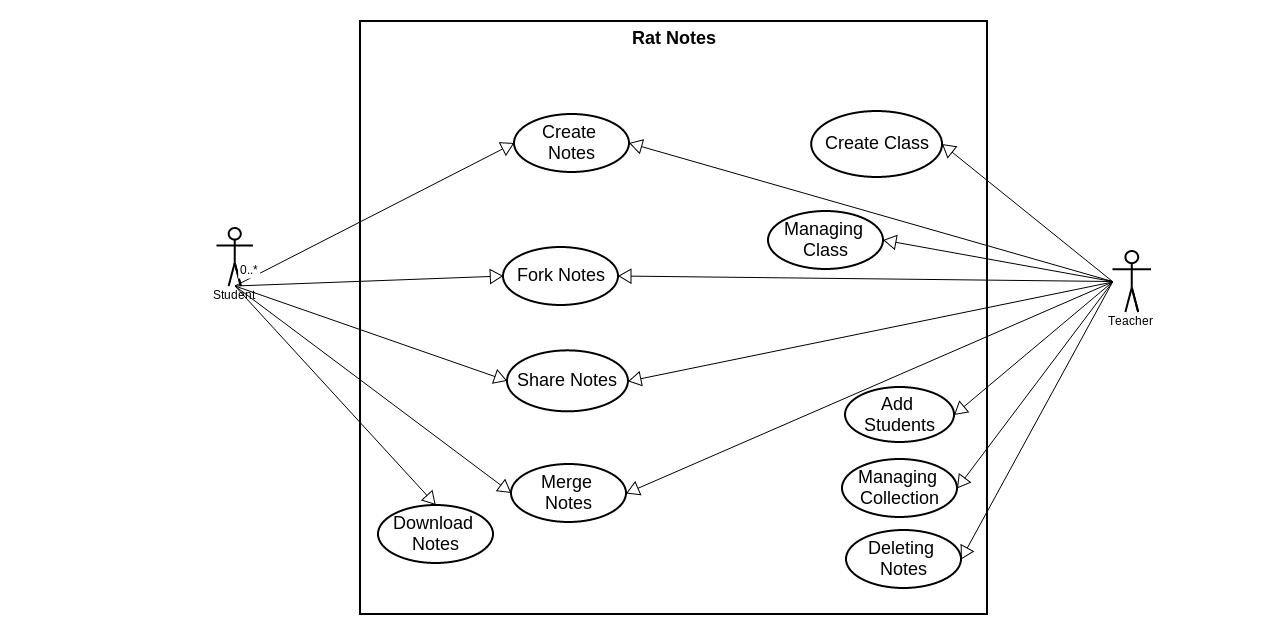 Rat Notes
Create
Notes
Create Class
Managing
Class
0..*
Student
Fork Notes
Teacher
Share Notes
Add
Students
Merge
Notes
Managing
Collection
Download
Notes
Deleting
Notes